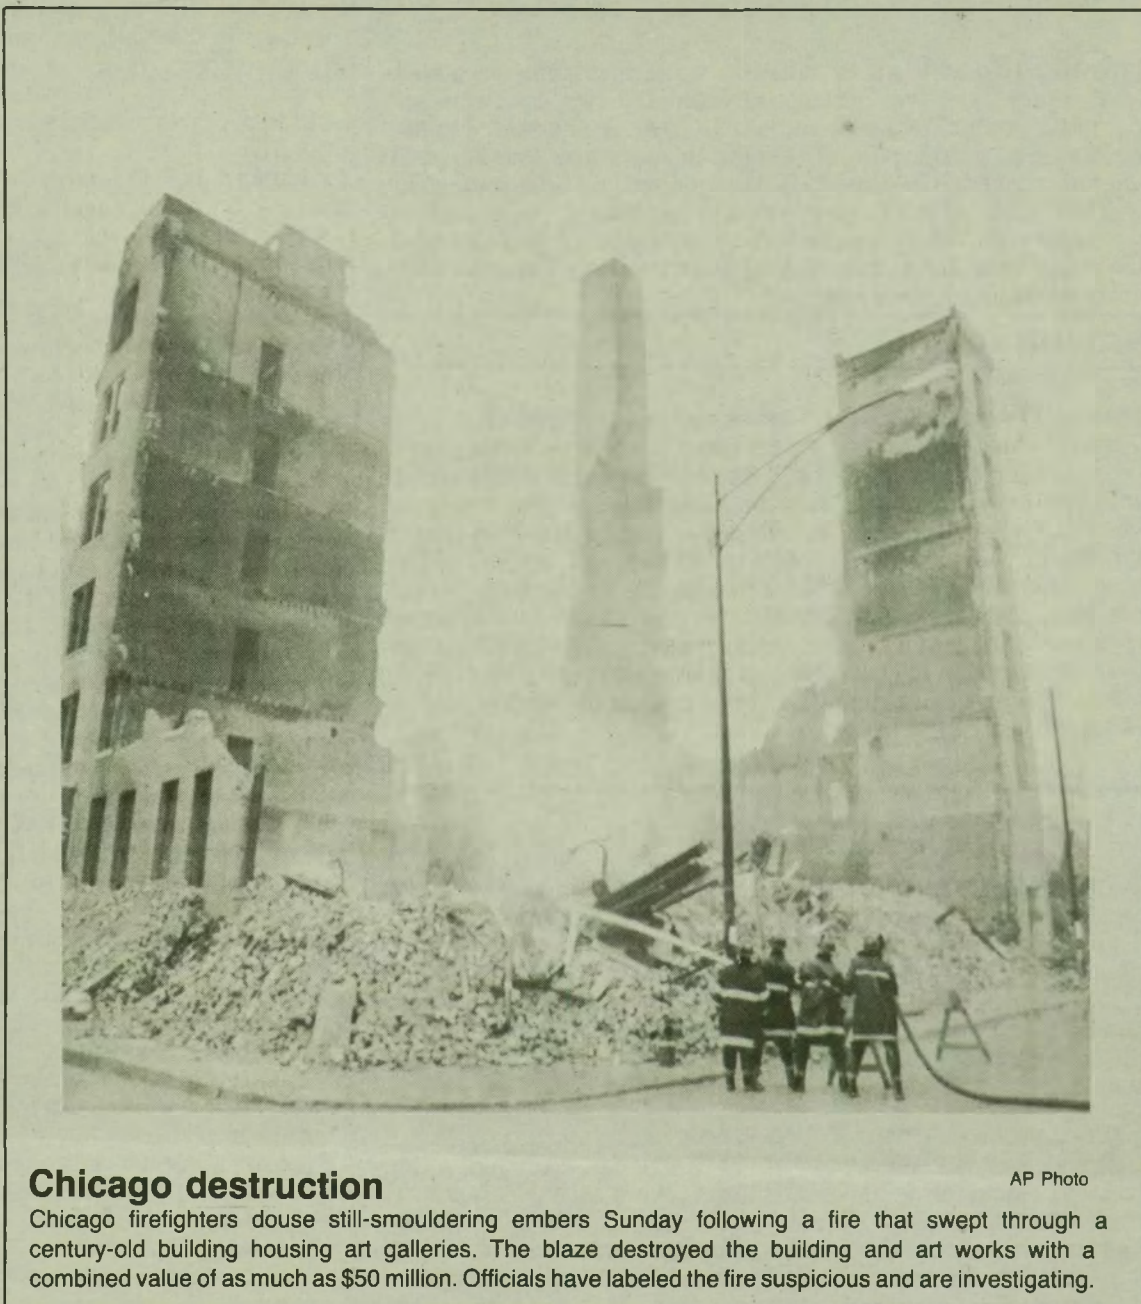 Chicago destruction
AP Photo
Chicago firefighters douse still-smouldering embers Sunday following a fire that swept through a
century-old building housing art galleries. The blaze destroyed the building and art works with a
combined value of as much as $50 million. Officials have labeled the fire suspicious and are investigating.